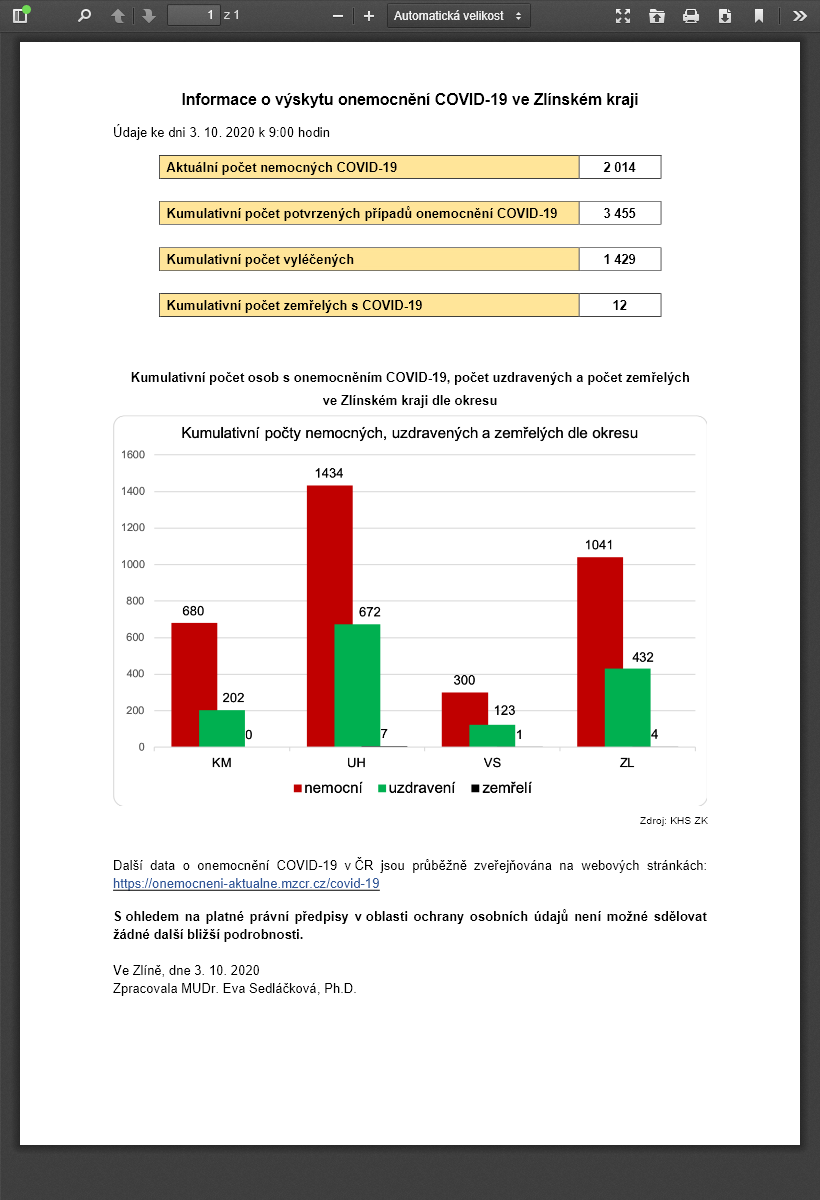 1 z 1 Automatická velikost
Informace o výskytu onemocnění COVID-19 ve Zlínském kraji
Údaje ke dni 3. 10. 2020 k 9:00 hodin
Aktuální počet nemocných COVID-19 2 014
Kumulativní počet potvrzených případů onemocnění COVID-19 3 455
Kumulativní počet vyléčených 1 429
Kumulativní počet zemřelých s COVID-19 12
Kumulativní počet osob s onemocněním COVID-19, počet uzdravených a počet zemřelých
ve Zlínském kraji dle okresu
Kumulativní počty nemocných, uzdravených a zemřelých dle okresu
1600
1400
1200
1000
800
600
400
200
0
680 202 0
1434 672 7
300 123 1
1041 432 4
KM UH VS ZL
nemocní uzdravení zemřelí
Zdroj: KHS ZK
Další data o onemocnění COVID-19 v ČR jsou průběžně zveřejňována na webových stránkách:
https://onemocneni-aktualne.mzcr.cz/covid-19
S ohledem na platné právní předpisy v oblasti ochrany osobních údajů není možné sdělovat
žádné další bližší podrobnosti.
Ve Zlíně, dne 3. 10. 2020
Zpracovala MUDr. Eva Sedláčková, Ph.D.